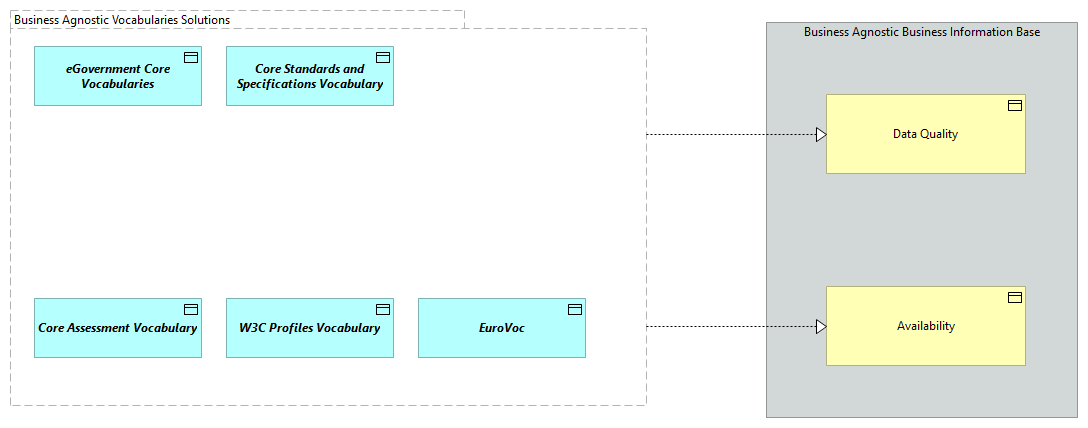 Business Agnostic Vocabularies Solutions
Business Agnostic Business Information Base
eGovernment Core
Vocabularies
Core Standards and
Specifications Vocabulary
Data Quality
Core Assessment Vocabulary
W3C Profiles Vocabulary
EuroVoc
Availability